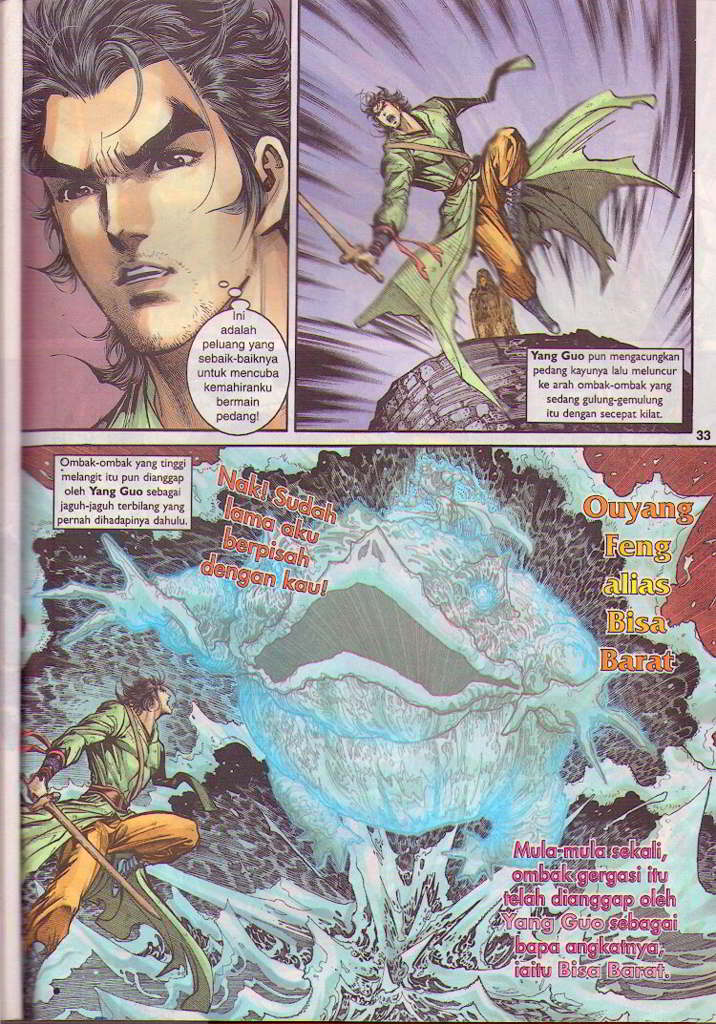 Ini
adalah
peluang yang
sebaik-baiknya
untuk mencuba
kemahiranku
bermain
pedang!
Yang Guo pun mengacungkan
pedang kayunya lalu meluncur
ke arah ombak-ombak yang
sedang gulung-gemulung
itu dengan secepat kilat.
33
Ombak-ombak yang tinggi
melangit itu pun dianggap
oleh Yang Guo sebagai
jaguh-jaguh terbilang yang
pernah dihadapinya dahulu.
Nak! Sudah
lama aku
berpisah
dengan kau!
Ouyang
Feng
alias
Bisa
Barat
Mula-mula sekali,
ombak gergasi itu
telah dianggap oleh
Yang Guo sebagai
bapa angkatnya,
iaitu Bisa Barat.